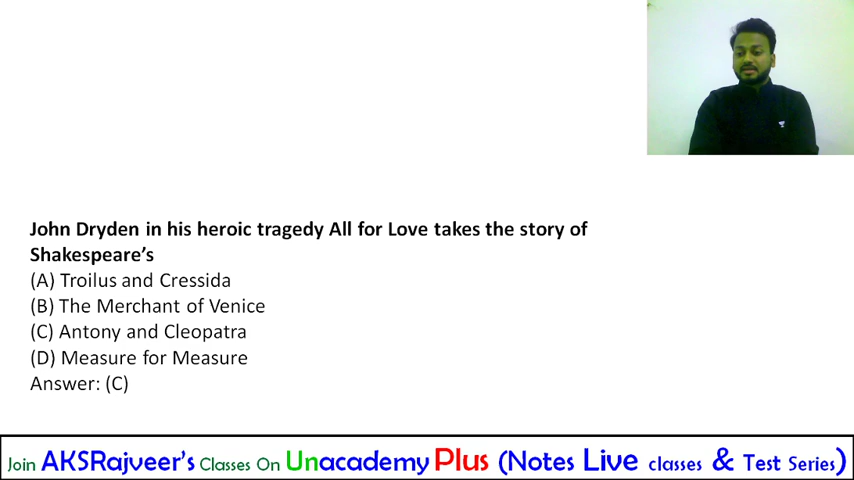 John Dryden in his heroic tragedy All for Love takes the story of
Shakespeare’s
(A) Troilus and Cressida
(B) The Merchant of Venice
(C) Antony and Cleopatra
(D) Measure for Measure
Answer: (C)
Join AKSRajveer’s Classes On Unacademy Plus (Notes Live classes & Test Series)